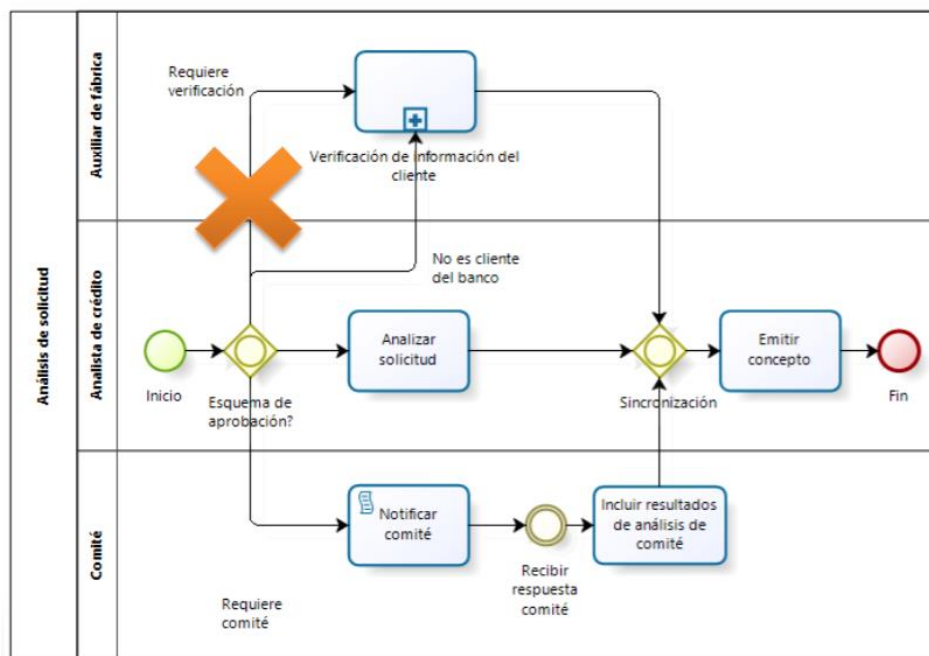 Análisis de solicitud
Auxiliar de fábrica
Requiere
verificación
Verificación de información del
cliente
Analista de crédito
No es cliente
del banco
Inicio
Esquema de
aprobación?
Analizar
solicitud
Sincronización
Emitir
concepto
Fin
Comité
Requiere
comité
Notificar
comité
Recibir
respuesta
comité
Incluir resultados
de análisis de
comité